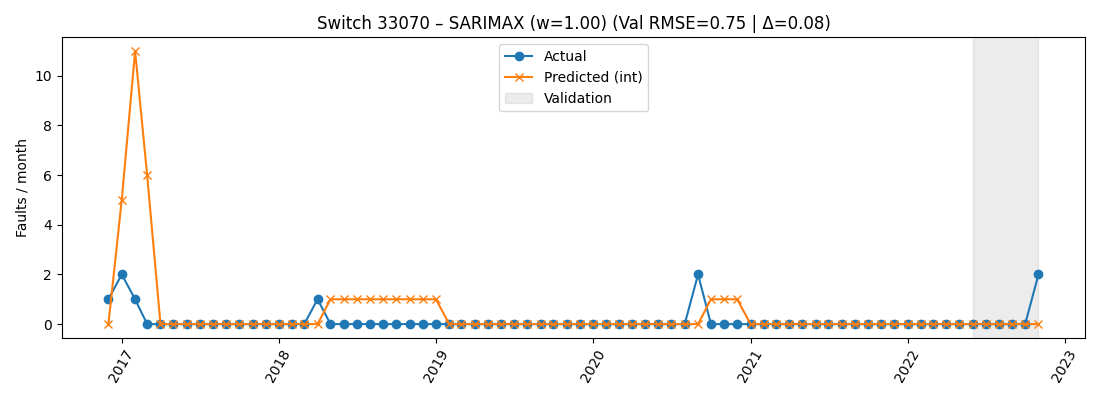 Switch 33070 – SARIMAX (w=1.00) (Val RMSE=0.75 | Δ=0.08)
Actual
Predicted (int)
Validation
Faults / month
10
8
6
4
2
0
2017
2018
2019
2020
2021
2022
2023